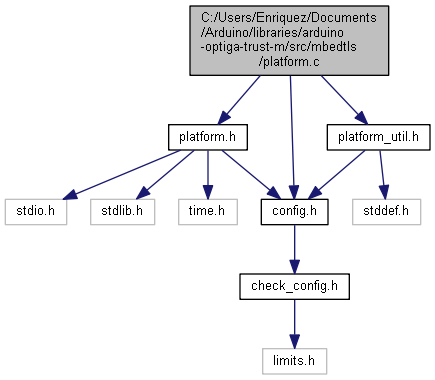 C:/Users/Enriquez/Documents
/Arduino/libraries/arduino
-optiga-trust-m/src/mbedtls
/platform.c
platform.h
platform_util.h
stdio.h
stdlib.h
time.h
config.h
stddef.h
check_config.h
limits.h